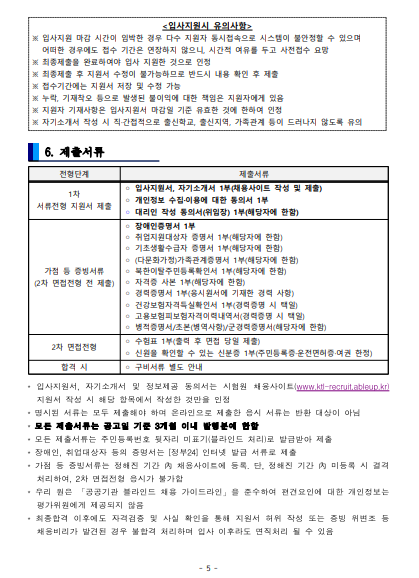 <입사지원시 유의사항>
※ 입사지원 마감 시간이 임박한 경우 다수 지원자 동시접속으로 시스템이 불안정할 수 있으며
어떠한 경우에도 접수 기간은 연장하지 않으니, 시간적 여유를 두고 사전접수 요망
※ 최종제출을 완료하여야 입사 지원한 것으로 인정
※ 최종제출 후 지원서 수정이 불가능하므로 반드시 내용 확인 후 제출
※ 접수기간에는 지원서 저장 및 수정 가능
※ 누락, 기재착오 등으로 발생된 불이익에 대한 책임은 지원자에게 있음
※ 지원자 기재사항은 입사지원서 마감일 기준 유효한 것에 한하여 인정
※ 자기소개서 작성 시 직·간접적으로 출신학교, 출신지역, 가족관계 등이 드러나지 않도록 유의
6. 제출서류
전형단계 제출서류
1차
서류전형 지원서 제출
◦ 입사지원서, 자기소개서 1부(채용사이트 작성 및 제출)
◦ 개인정보 수집·이용에 대한 동의서 1부
◦ 대리인 작성 동의서(위임장) 1부(해당자에 한함)
가점 등 증빙서류
(2차 면접전형 전 제출)
◦ 장애인증명서 1부
◦ 취업지원대상자 증명서 1부(해당자에 한함)
◦ 기초생활수급자 증명서 1부(해당자에 한함)
◦ (다문화가정)가족관계증명서 1부(해당자에 한함)
◦ 북한이탈주민등록확인서 1부(해당자에 한함)
◦ 자격증 사본 1부(해당자에 한함)
◦ 경력증명서 1부(응시원서에 기재한 경력 사항)
◦ 건강보험자격득실확인서 1부(경력증명 시 택일)
◦ 고용보험피보험자격이력내역서(경력증명 시 택일)
◦ 병적증명서/초본(병역사항)/군경력증명서(해당자에 한함)
2차 면접전형
◦ 수험표 1부(출력 후 면접 당일 제출)
◦ 신원을 확인할 수 있는 신분증 1부(주민등록증·운전면허증·여권 한정)
합격 시 ◦ 구비서류 별도 안내
◦ 입사지원서, 자기소개서 및 정보제공 동의서는 시험원 채용사이트(www.ktl-recruit.ableup.kr)
지원서 작성 시 해당 항목에서 작성한 것만을 인정
◦ 명시된 서류는 모두 제출해야 하며 온라인으로 제출한 응시 서류는 반환 대상이 아님
◦ 모든 제출서류는 공고일 기준 3개월 이내 발행분에 한함
◦ 모든 제출서류는 주민등록번호 뒷자리 미표기(블라인드 처리)로 발급받아 제출
◦ 장애인, 취업대상자 등의 증명서는 [정부24] 인터넷 발급 서류로 제출
◦ 가점 등 증빙서류는 정해진 기간 內 채용사이트에 등록. 단, 정해진 기간 內 미등록 시 결격
처리하여, 2차 면접전형 응시가 불가함
◦ 우리 원은 「공공기관 블라인드 채용 가이드라인」을 준수하여 편견요인에 대한 개인정보는
평가위원에게 제공되지 않음
◦ 최종합격 이후에도 자격검증 및 사실 확인을 통해 지원서 허위 작성 또는 증빙 위변조 등
채용비리가 발견된 경우 불합격 처리하며 입사 이후라도 면직처리 될 수 있음
- 5 -